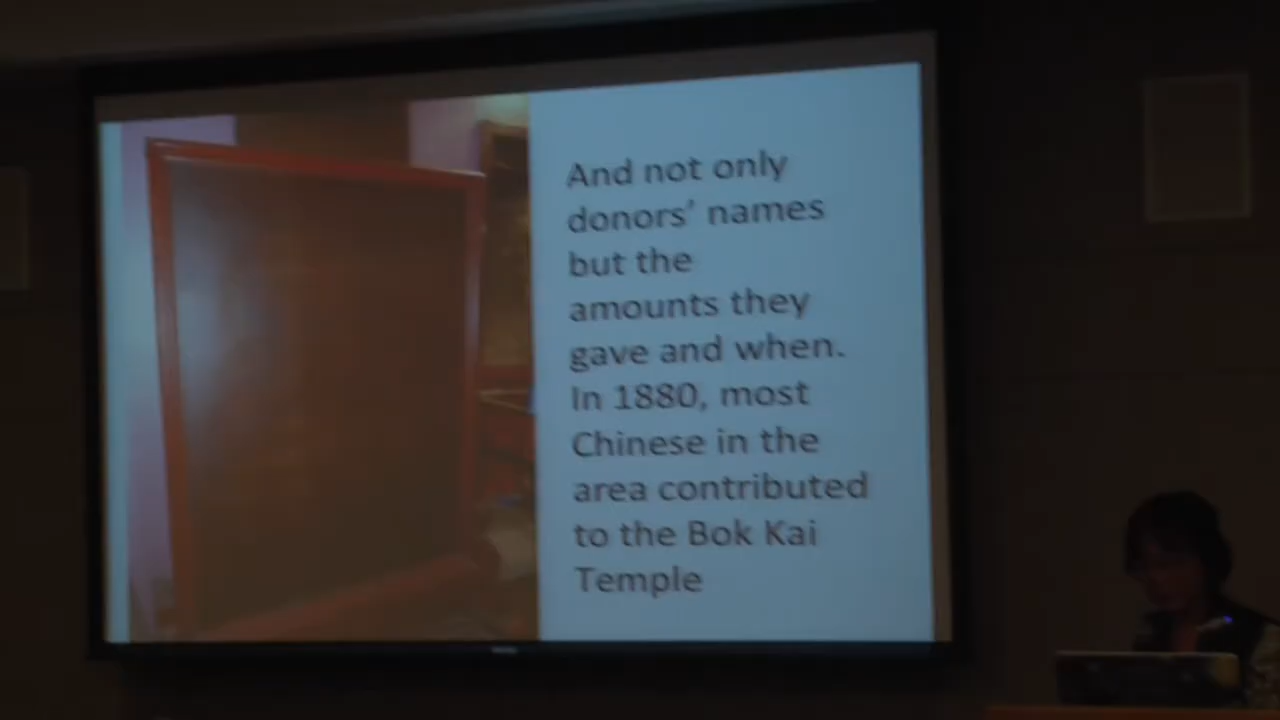 And not only
donors’ names
but the
amounts they
gave and when.
In 1880, most
Chinese in the
area contributed
to the Bok Kai
Temple